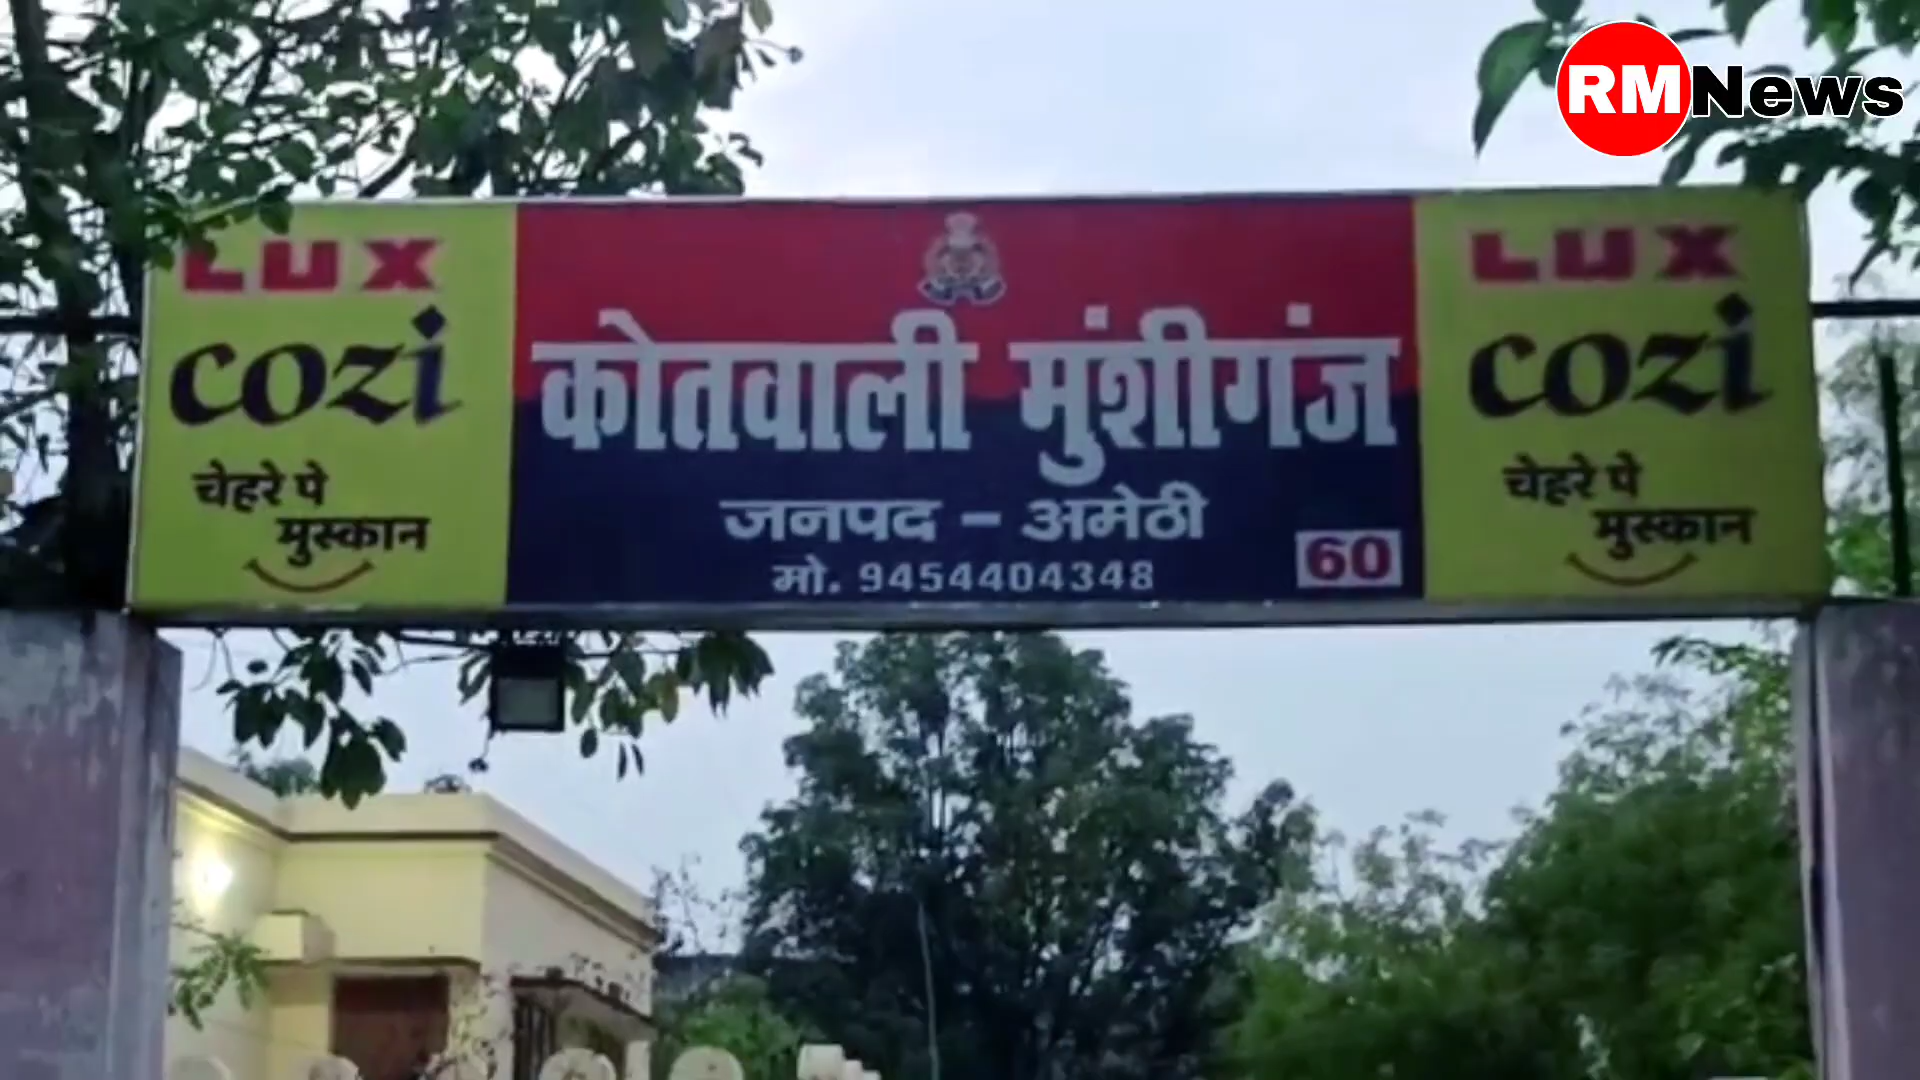 RMNews
LUX
cozi
चेहरे पे
मुस्कान
कोतवाली मुंशीगंज
जनपद - अमेठी
मो. 9454404348
60
LUX
cozi
चेहरे पे
मुस्कान